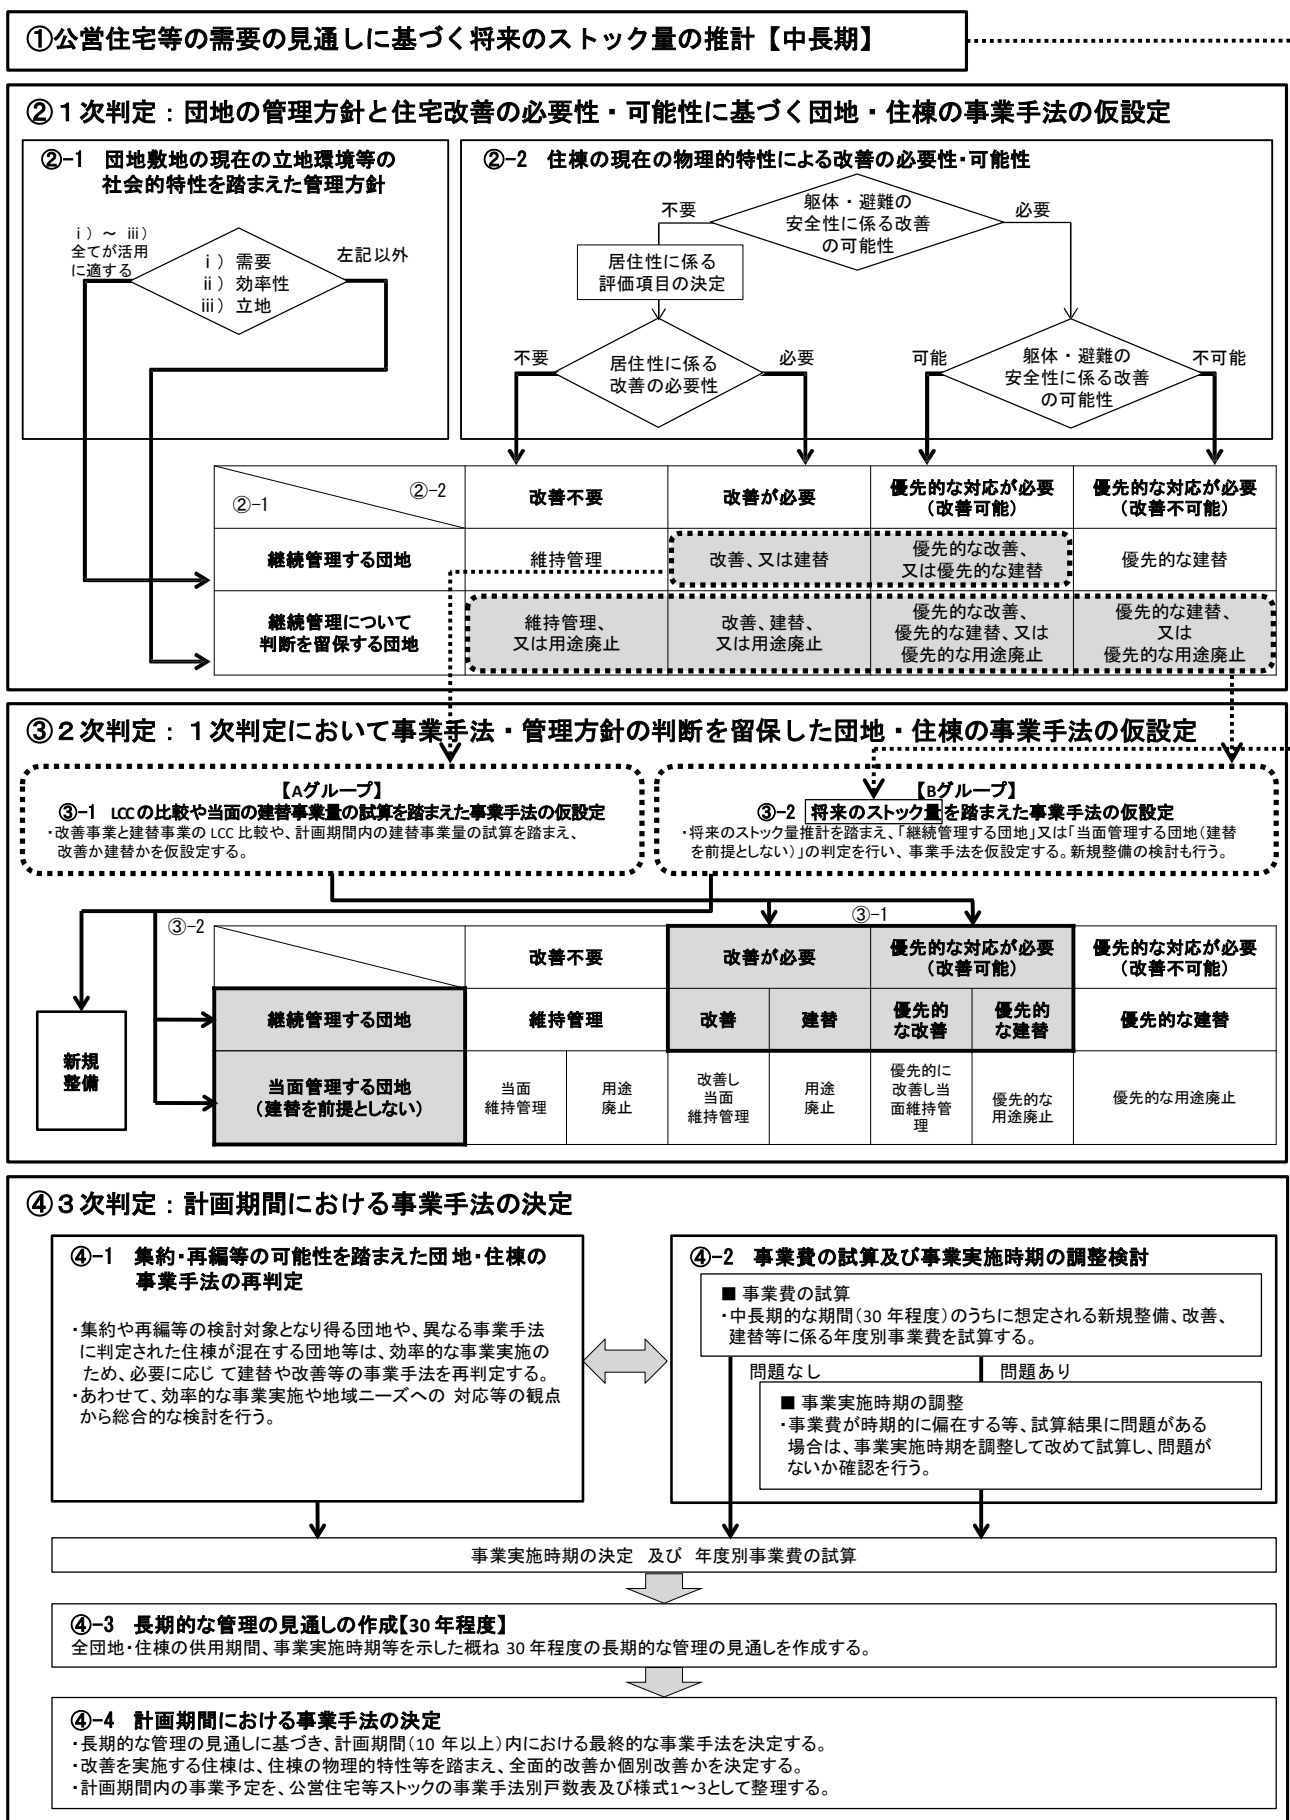 ①公営住宅等の需要の見通しに基づく将来のストック量の推計【中長期】
②１次判定：団地の管理方針と住宅改善の必要性・可能性に基づく団地・住棟の事業手法の仮設定
②-1 団地敷地の現在の立地環境等の
社会的特性を踏まえた管理方針
ⅰ）～ ⅲ）
全てが活用
に適する
ⅰ）需要
ⅱ）効率性
ⅲ）立地
左記以外
②-2 住棟の現在の物理的特性による改善の必要性・可能性
不要
躯体・避難の
安全性に係る改善
の可能性
必要
居住性に係る
評価項目の決定
不要
居住性に係る
改善の必要性
必要
可能
躯体・避難の
安全性に係る改善
の可能性
不可能
②-2
②-1
改善不要
改善が必要
優先的な対応が必要
（改善可能）
優先的な対応が必要
（改善不可能）
継続管理する団地
維持管理
改善、又は建替
優先的な改善、
又は優先的な建替
優先的な建替
継続管理について
判断を留保する団地
維持管理、
又は用途廃止
改善、建替、
又は用途廃止
優先的な改善、
優先的な建替、又は
優先的な用途廃止
優先的な建替、
又は
優先的な用途廃止
③２次判定：１次判定において事業手法・管理方針の判断を留保した団地・住棟の事業手法の仮設定
【Aグループ】
③-1 LCCの比較や当面の建替事業量の試算を踏まえた事業手法の仮設定
・改善事業と建替事業の LCC 比較や、計画期間内の建替事業量の試算を踏まえ、
改善か建替かを仮設定する。
【Bグループ】
③-2 将来のストック量を踏まえた事業手法の仮設定
・将来のストック量推計を踏まえ、「継続管理する団地」又は「当面管理する団地（建替
を前提としない）」の判定を行い、事業手法を仮設定する。新規整備の検討も行う。
③-2
③-1
改善不要
改善が必要
優先的な対応が必要
（改善可能）
優先的な対応が必要
（改善不可能）
継続管理する団地
維持管理
改善
建替
優先的
な改善
優先的
な建替
優先的な建替
新規
整備
当面管理する団地
（建替を前提としない）
当面
維持管理
用途
廃止
改善し
当面
維持管理
用途
廃止
優先的に
改善し当
面維持管
理
優先的な
用途廃止
優先的な用途廃止
④３次判定：計画期間における事業手法の決定
④-1 集約・再編等の可能性を踏まえた団地・住棟の
事業手法の再判定
・集約や再編等の検討対象となり得る団地や、異なる事業手法
に判定された住棟が混在する団地等は、効率的な事業実施の
ため、必要に応じ て建替や改善等の事業手法を再判定する。
・あわせて、効率的な事業実施や地域ニーズへの 対応等の観点
から総合的な検討を行う。
④-2 事業費の試算及び事業実施時期の調整検討
■ 事業費の試算
・中長期的な期間（30 年程度）のうちに想定される新規整備、改善、
建替等に係る年度別事業費を試算する。
問題なし
問題あり
■ 事業実施時期の調整
・事業費が時期的に偏在する等、試算結果に問題がある
場合は、事業実施時期を調整して改めて試算し、問題が
ないか確認を行う。
事業実施時期の決定 及び 年度別事業費の試算
④-3 長期的な管理の見通しの作成【30 年程度】
全団地・住棟の供用期間、事業実施時期等を示した概ね 30 年程度の長期的な管理の見通しを作成する。
④-4 計画期間における事業手法の決定
・長期的な管理の見通しに基づき、計画期間（10 年以上）内における最終的な事業手法を決定する。
・改善を実施する住棟は、住棟の物理的特性等を踏まえ、全面的改善か個別改善かを決定する。
・計画期間内の事業予定を、公営住宅等ストックの事業手法別戸数表及び様式1～3として整理する。